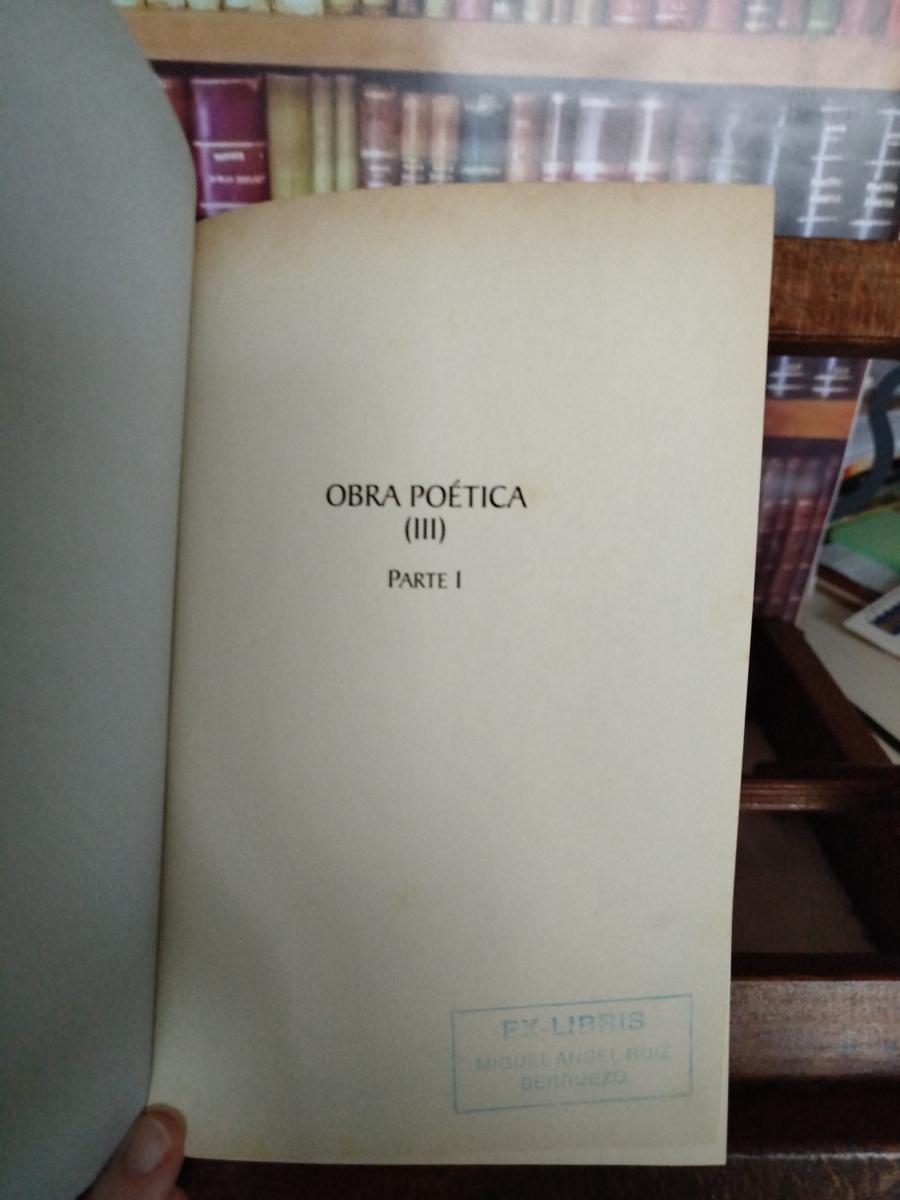 OBRA POÉTICA
(III)
PARTE I
EX-LIBRIS
MIGUEL ANGEL RUIZ
BERRUEZO